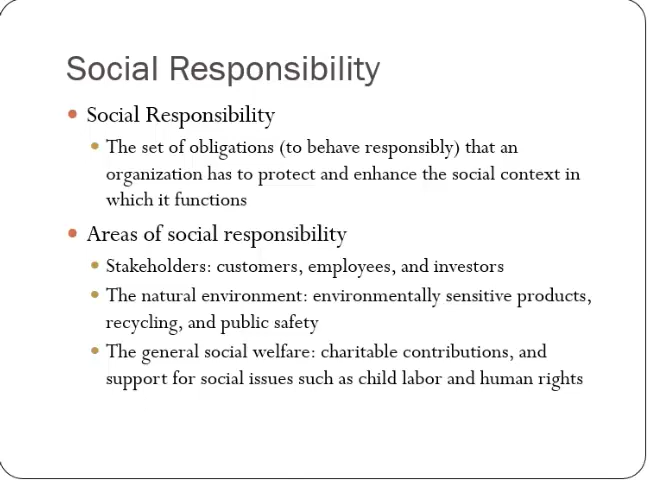 Social Responsibility
Social Responsibility
The set of obligations (to behave responsibly) that an
organization has to protect and enhance the social context in
which it functions
Areas of social responsibility
Stakeholders: customers, employees, and investors
The natural environment: environmentally sensitive products,
recycling, and public safety
The general social welfare: charitable contributions, and
support for social issues such as child labor and human rights